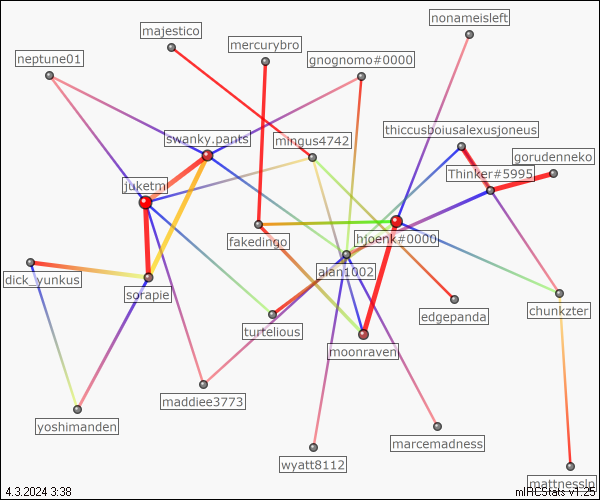 nonameisleft
majestico
mercurybro
neptune01
gnognomo#0000
thiccusboiusalexusjoneus
swanky.pants
mingus4742
gorudenneko
Thinker#5995
juketm
fakedingo
hjoenk#0000
alan1002
dick_yunkus
sorapie
edgepanda
chunkzter
turtelious
moonraven
maddiee3773
yoshimanden
marcemadness
wyatt8112
mattnessIn
4.3.2024 3:38
mIRCStats v1.25